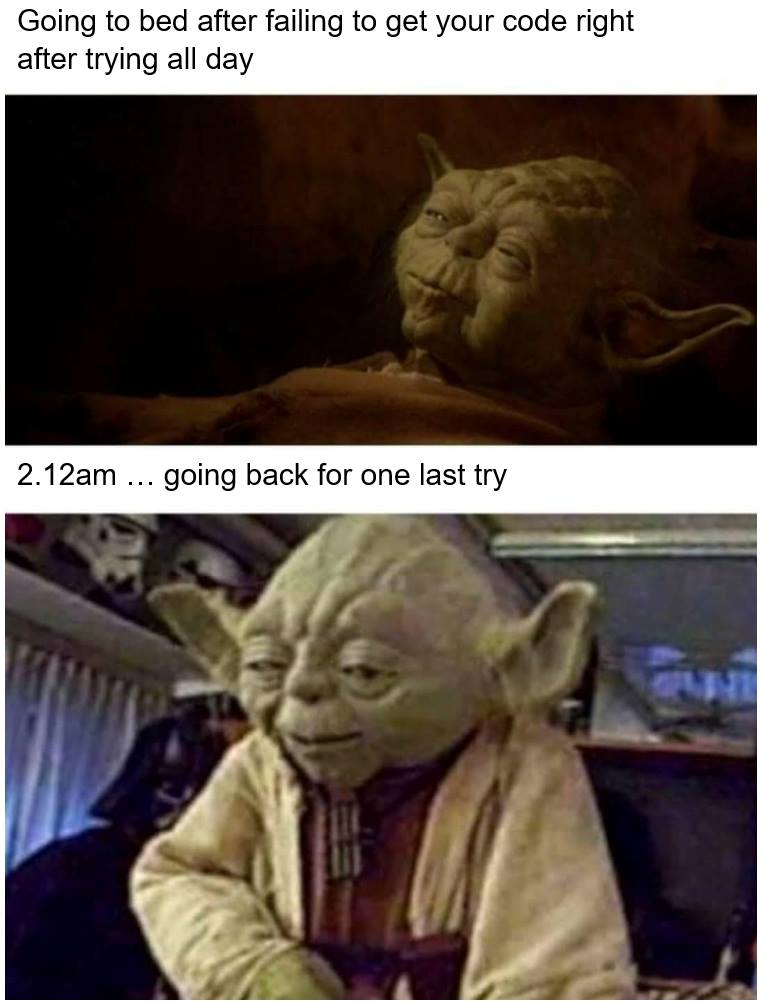 Going to bed after failing to get your code right
after trying all day
2.12am … going back for one last try